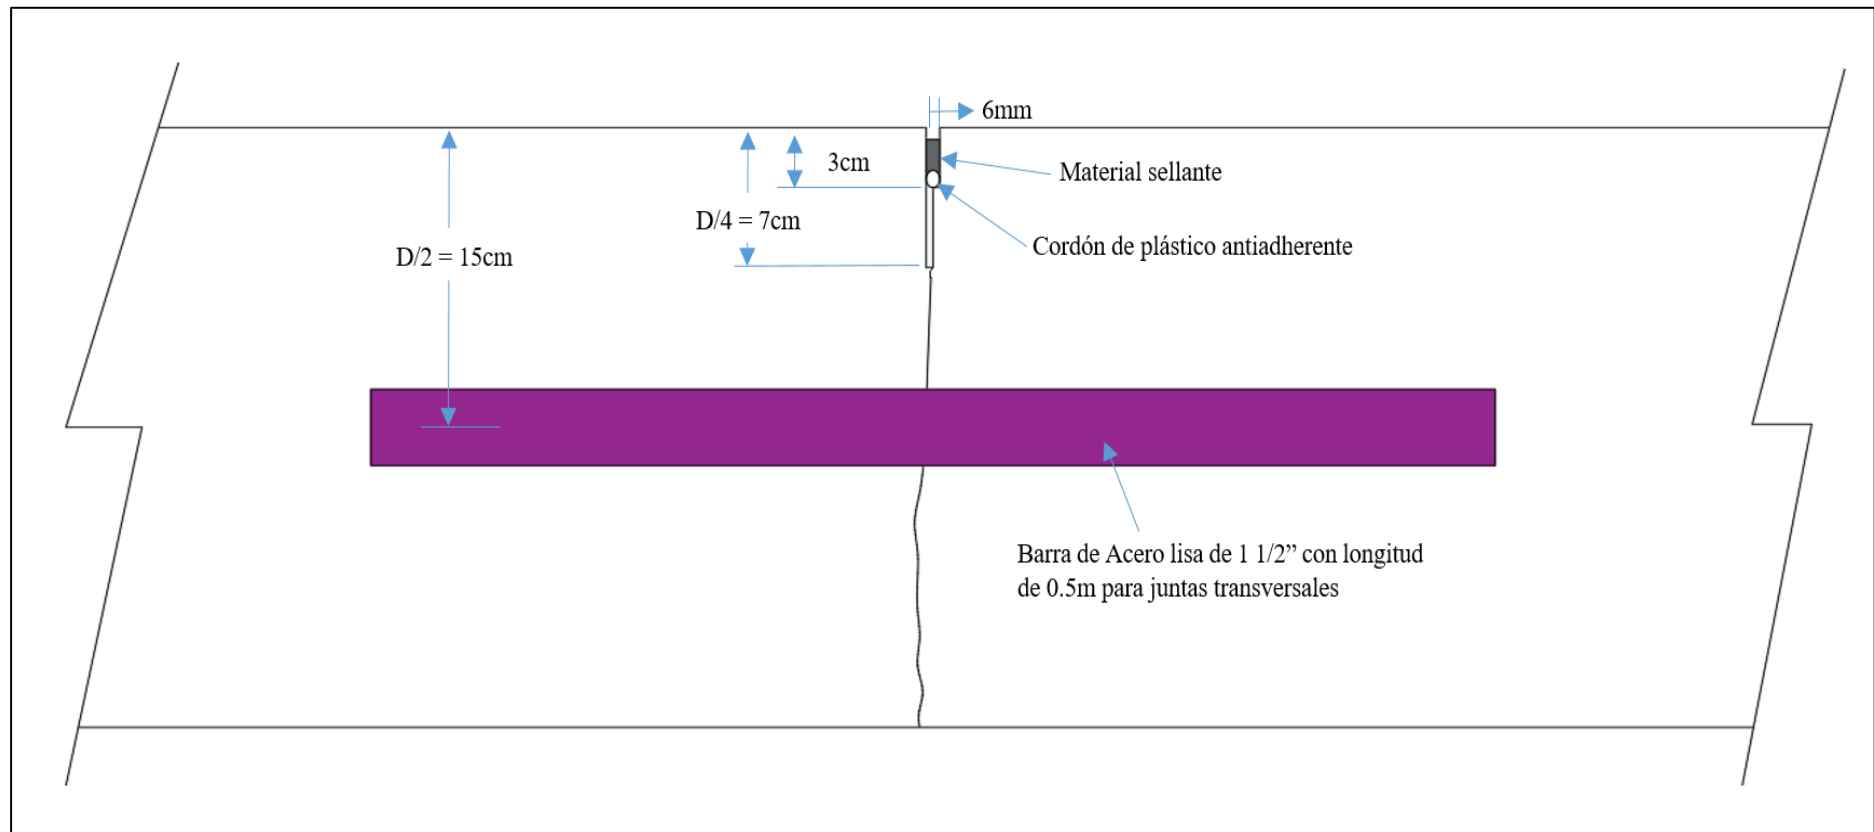 6mm
3cm
Material sellante
D/4 = 7cm
Cordón de plástico antiadherente
D/2 = 15cm
Barra de Acero lisa de 1 1/2” con longitud
de 0.5m para juntas transversales